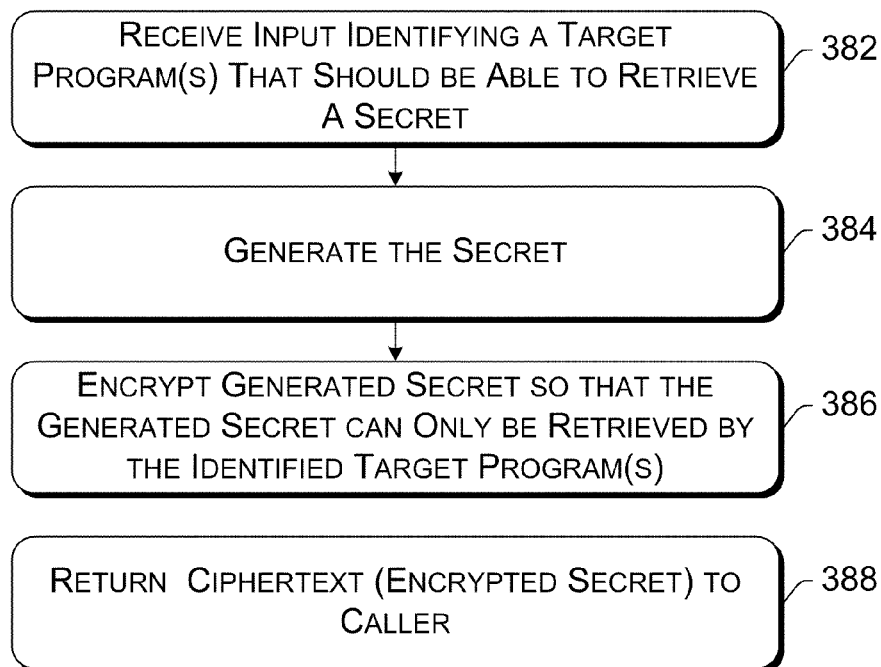 RECEIVE INPUT IDENTIFYING A TARGET
PROGRAM(S) THAT SHOULD BE ABLE TO RETRIEVE
A SECRET
382
GENERATE THE SECRET
384
ENCRYPT GENERATED SECRET SO THAT THE
GENERATED SECRET CAN ONLY BE RETRIEVED BY
THE IDENTIFIED TARGET PROGRAM(S)
386
RETURN CIPHERTEXT (ENCRYPTED SECRET) TO
CALLER
388